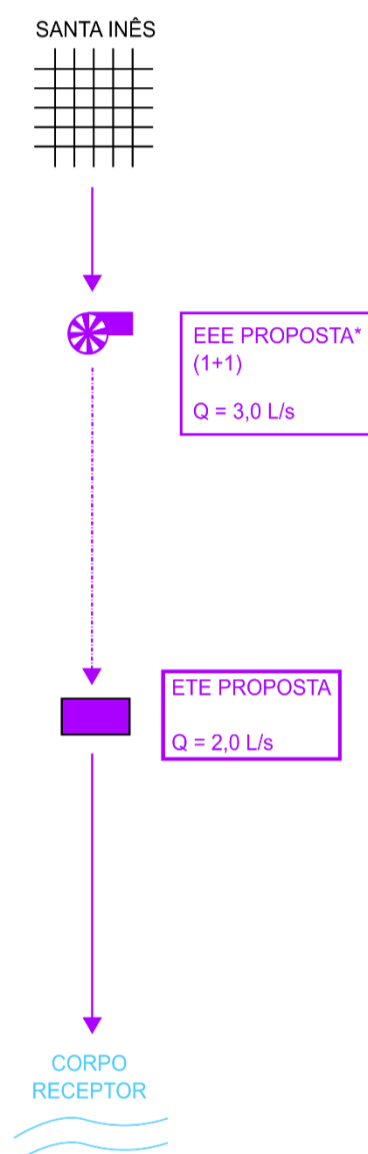 SANTA INÊS
EEE PROPOSTA*
(1+1)
Q = 3,0 L/s
ETE PROPOSTA
Q = 2,0 L/s
CORPO
RECEPTOR